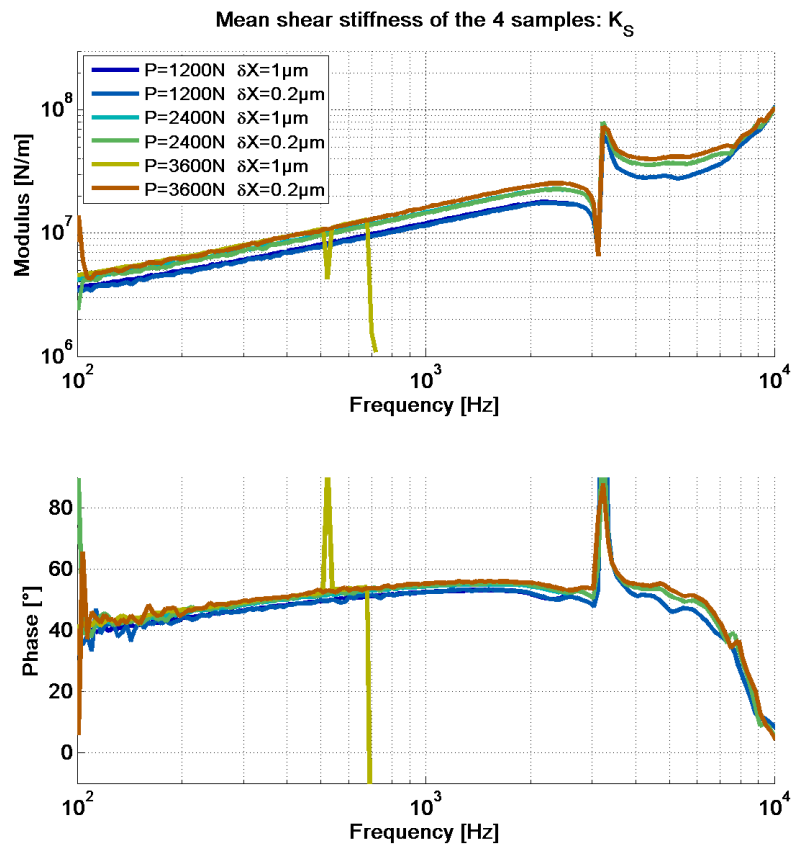 Mean shear stiffness of the 4 samples: K_S
P=1200N δX=1µm
P=1200N δX=0.2µm
P=2400N δX=1µm
P=2400N δX=0.2µm
P=3600N δX=1µm
P=3600N δX=0.2µm
Modulus [N/m]
10^8
10^7
10^6
10^2
10^3
10^4
Frequency [Hz]
Phase [°]
80
60
40
20
0
10^2
10^3
10^4
Frequency [Hz]